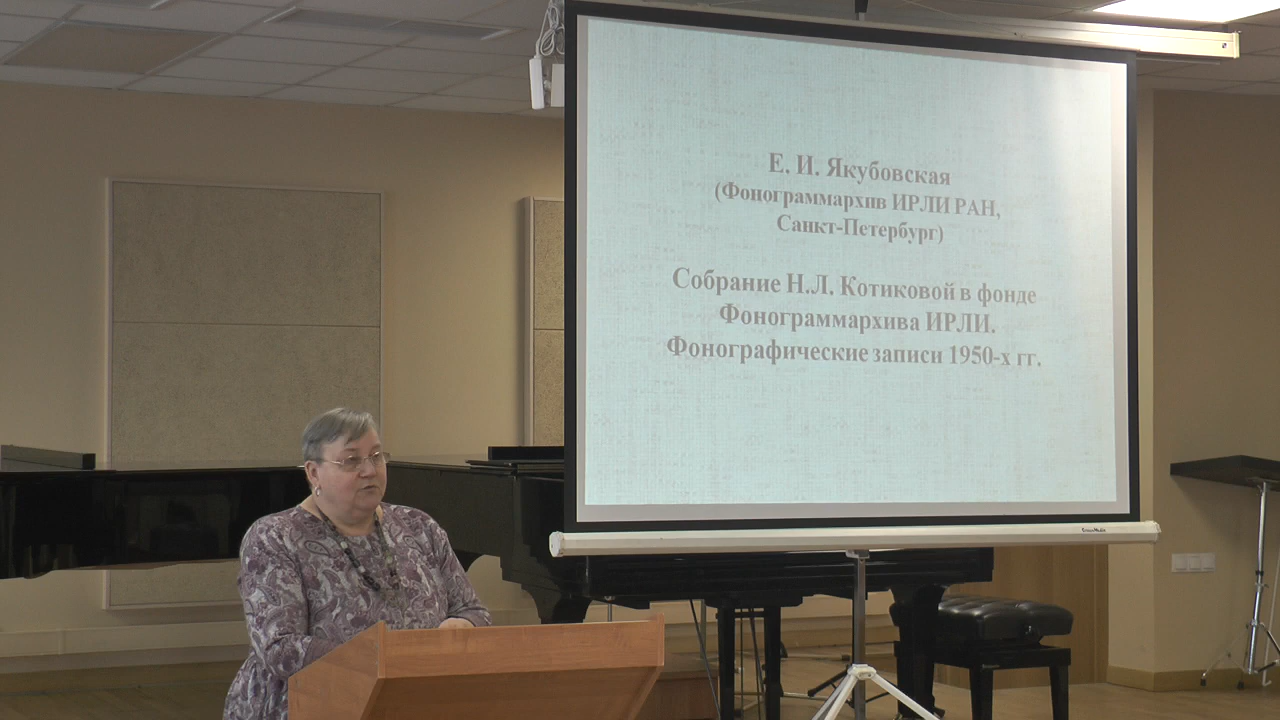 Е. И. Якубовская
(Фонограммархив ИРЛИ РАН,
Санкт-Петербург)
Собрание Н.Л. Котиковой в фонде
Фонограммархива ИРЛИ.
Фонографические записи 1950-х гг.